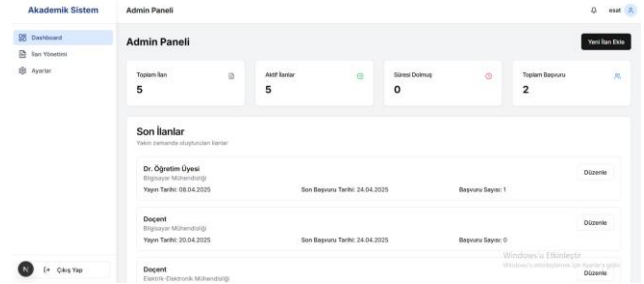 Akademik Sistem
Admin Paneli
esat
Dashboard
İlan Yönetimi
Ayarlar
Admin Paneli
Yeni İlan Ekle
Toplam İlan
5
Aktif İlanlar
5
Süresi Dolmuş
0
Toplam Başvuru
2
Son İlanlar
Yakın zamanda oluşturulan ilanlar
Dr. Öğretim Üyesi
Bilgisayar Mühendisliği
Yayın Tarihi: 08.04.2025 Son Başvuru Tarihi: 24.04.2025 Başvuru Sayısı: 1
Düzenle
Doçent
Bilgisayar Mühendisliği
Yayın Tarihi: 20.04.2025 Son Başvuru Tarihi: 24.04.2025 Başvuru Sayısı: 0
Düzenle
Doçent
Elektrik-Elektronik Mühendisliği
Düzenle
Windows'u Etkinleştir
N
Çıkış Yap